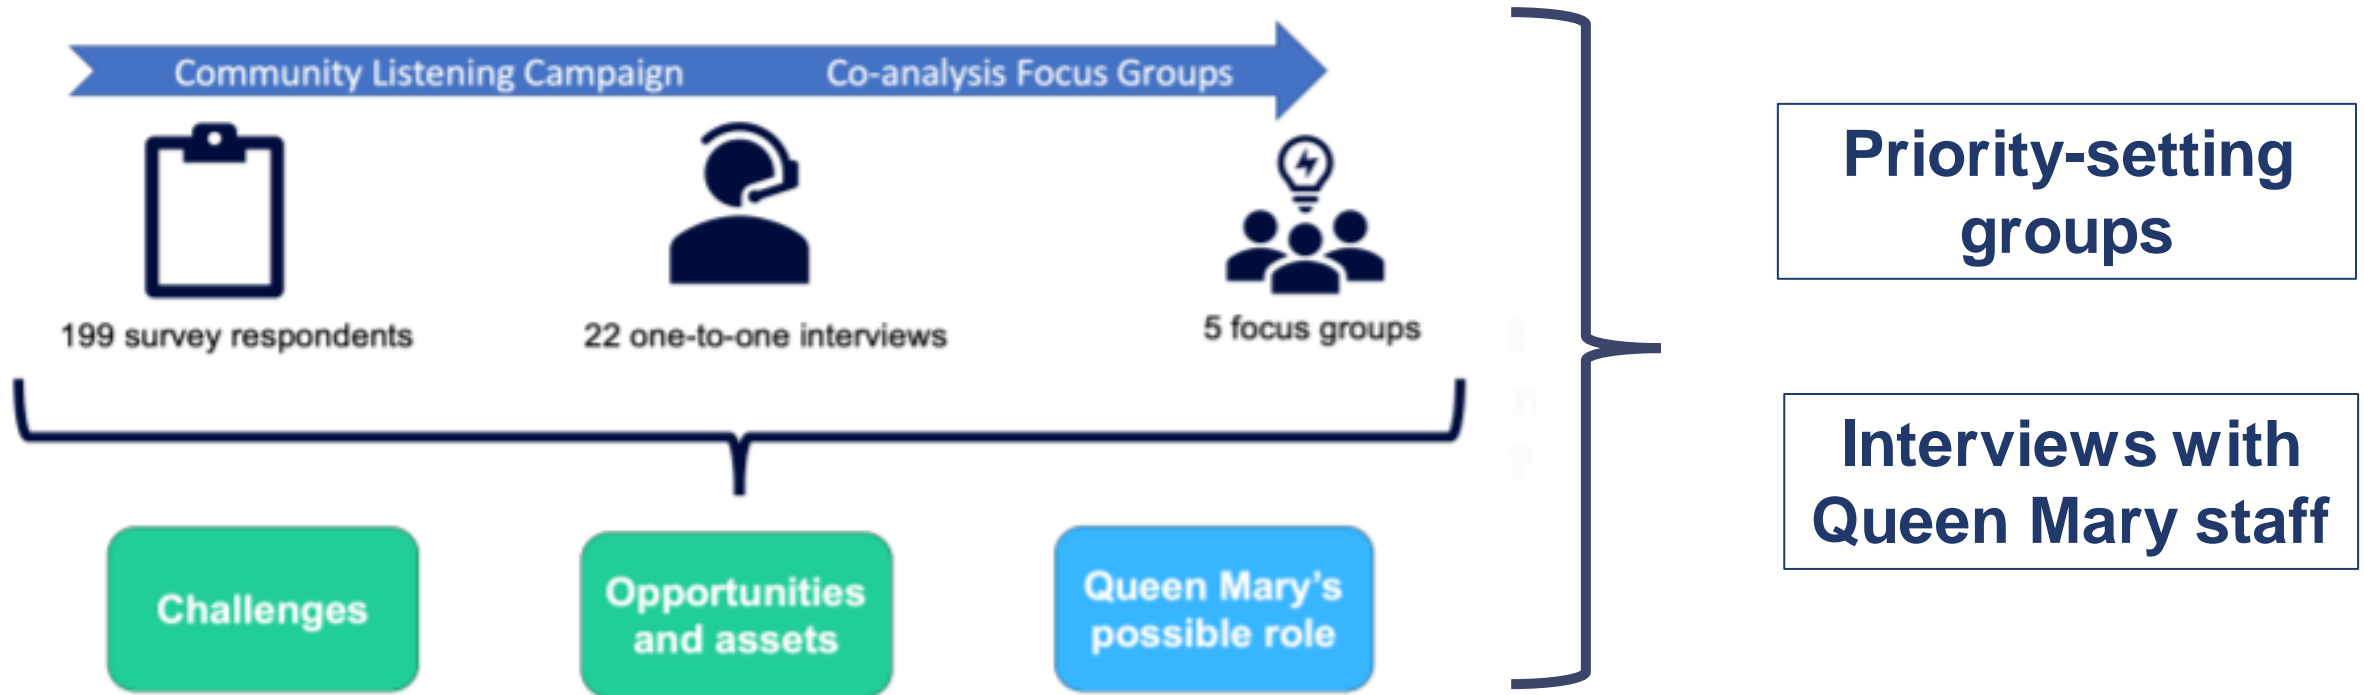 Community Listening Campaign
Co-analysis Focus Groups
199 survey respondents
22 one-to-one interviews
5 focus groups
Challenges
Opportunities
and assets
Queen Mary’s
possible role
Priority-setting
groups
Interviews with
Queen Mary staff